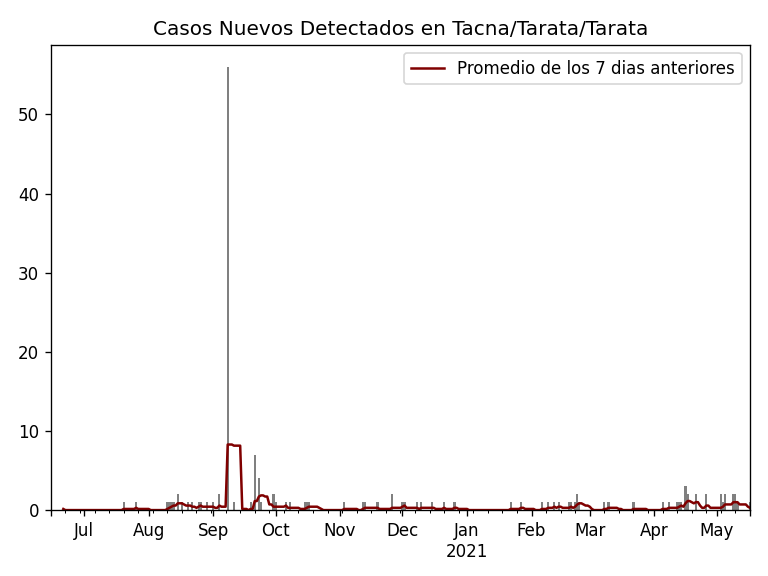 Casos Nuevos Detectados en Tacna/Tarata/Tarata
Promedio de los 7 dias anteriores
50
40
30
20
10
0
Jul Aug Sep Oct Nov Dec Jan Feb Mar Apr May
2021